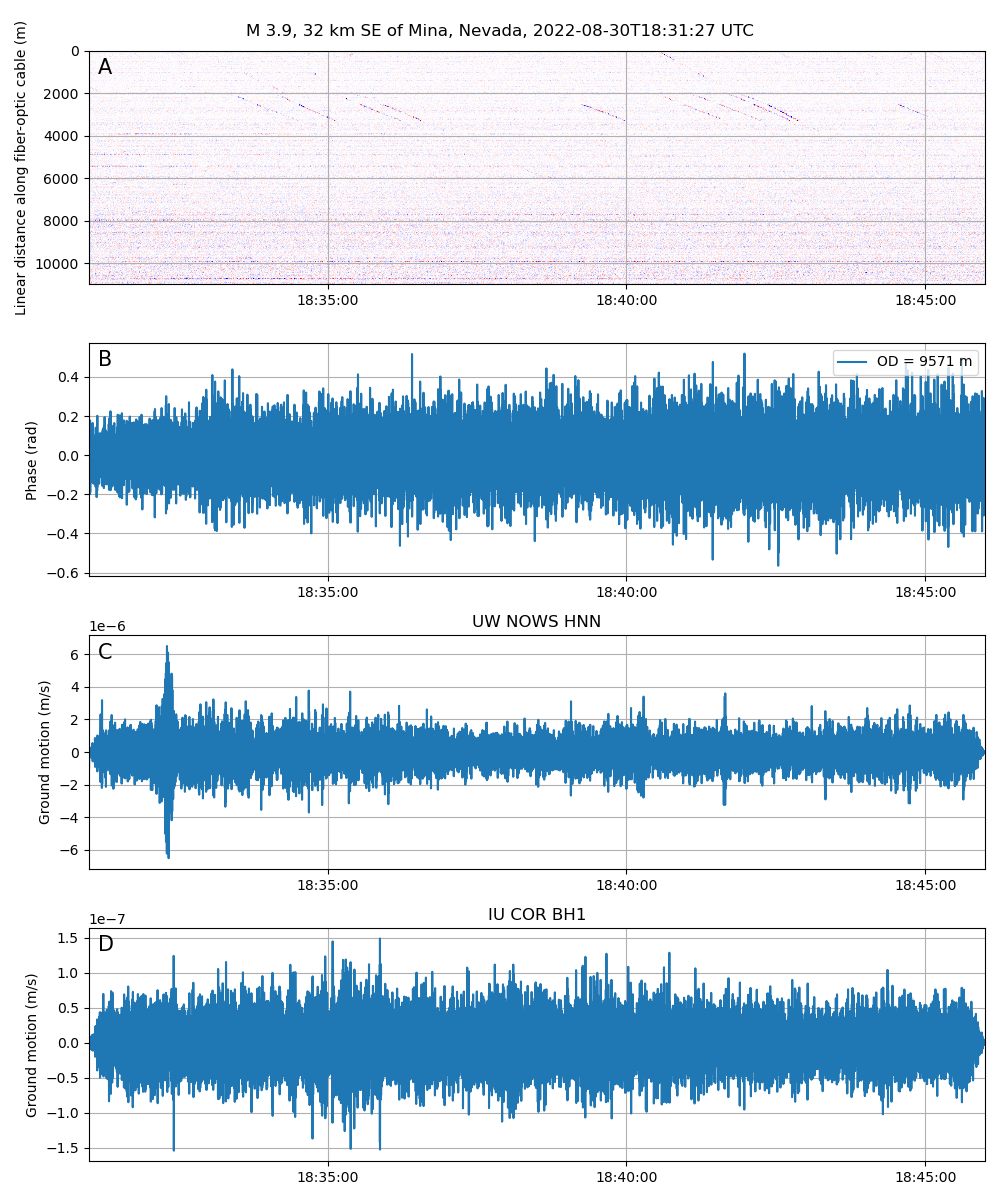 M 3.9, 32 km SE of Mina, Nevada, 2022-08-30T18:31:27 UTC
A
Linear distance along fiber-optic cable (m)
0
2000
4000
6000
8000
10000
18:35:00 18:40:00 18:45:00
B
OD = 9571 m
Phase (rad)
0.4
0.2
0.0
−0.2
−0.4
−0.6
18:35:00 18:40:00 18:45:00
UW NOWS HNN
1e−6
C
Ground motion (m/s)
6
4
2
0
−2
−4
−6
18:35:00 18:40:00 18:45:00
IU COR BH1
1e−7
D
Ground motion (m/s)
1.5
1.0
0.5
0.0
−0.5
−1.0
−1.5
18:35:00 18:40:00 18:45:00